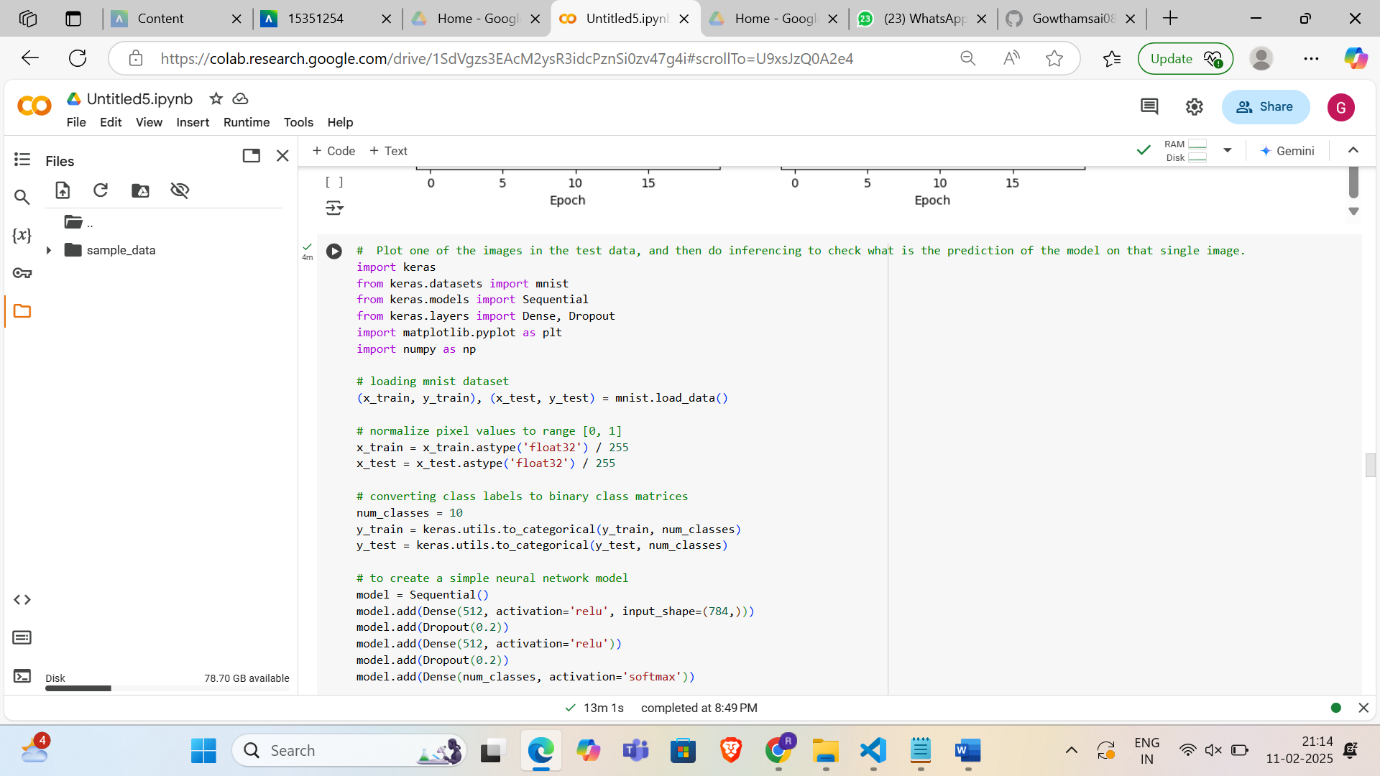 Content
15351254
Home - Google
Untitled5.ipynb
Home - Google
(23) WhatsApp
Gowthamsai08
https://colab.research.google.com/drive/1SdVgzs3EAcM2ysR3idcPznSi0zv47g4i#scrollTo=U9xsJzQ0A2e4
Update
Untitled5.ipynb
File Edit View Insert Runtime Tools Help
Share
G
Files
+ Code + Text
RAM
Disk
Gemini
..
sample_data
[ ]
0 5 10 15 0 5 10 15
Epoch Epoch
4m
# Plot one of the images in the test data, and then do inferencing to check what is the prediction of the model on that single image.
import keras
from keras.datasets import mnist
from keras.models import Sequential
from keras.layers import Dense, Dropout
import matplotlib.pyplot as plt
import numpy as np
# loading mnist dataset
(x_train, y_train), (x_test, y_test) = mnist.load_data()
# normalize pixel values to range [0, 1]
x_train = x_train.astype('float32') / 255
x_test = x_test.astype('float32') / 255
# converting class labels to binary class matrices
num_classes = 10
y_train = keras.utils.to_categorical(y_train, num_classes)
y_test = keras.utils.to_categorical(y_test, num_classes)
# to create a simple neural network model
model = Sequential()
model.add(Dense(512, activation='relu', input_shape=(784,)))
model.add(Dropout(0.2))
model.add(Dense(512, activation='relu'))
model.add(Dropout(0.2))
model.add(Dense(num_classes, activation='softmax'))
Disk 78.70 GB available
13m 1s completed at 8:49 PM
4
Search
R
ENG
IN
21:14
11-02-2025